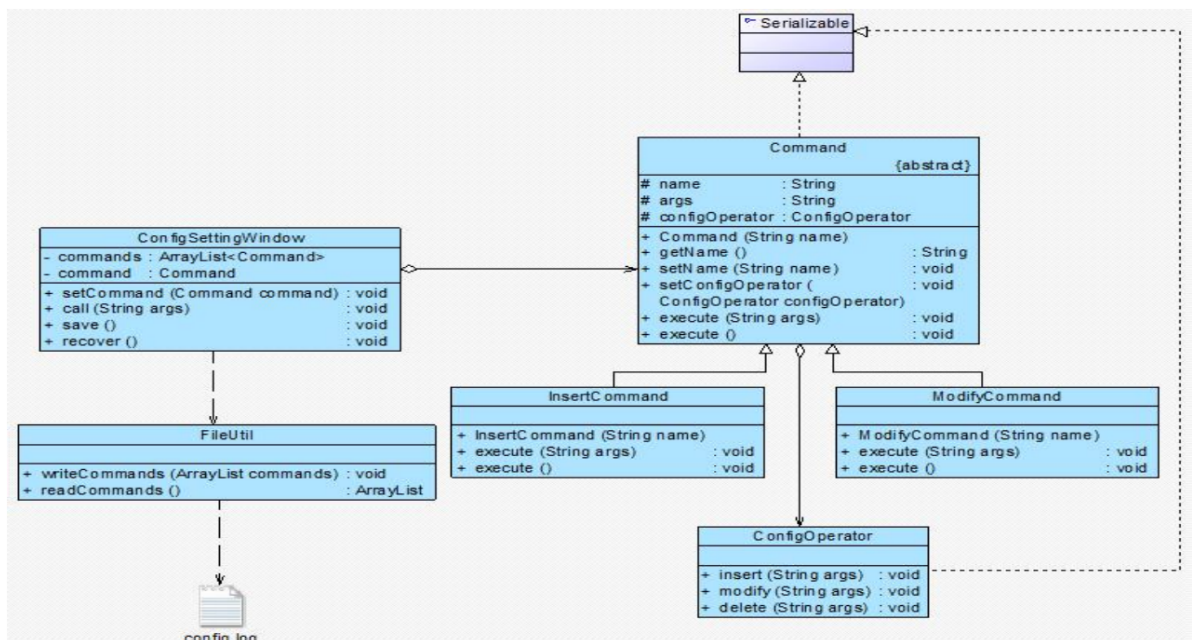 Serializable
Command
{abstract}
# name : String
# args : String
# configOperator : ConfigOperator
+ Command (String name)
+ getName () : String
+ setName (String name) : void
+ setConfigOperator ( : void
ConfigOperator configOperator)
+ execute (String args) : void
+ execute () : void
ConfigSettingWindow
- commands : ArrayList<Command>
- command : Command
+ setCommand (Command command) : void
+ call (String args) : void
+ save () : void
+ recover () : void
InsertCommand
+ InsertCommand (String name)
+ execute (String args) : void
+ execute () : void
ModifyCommand
+ ModifyCommand (String name)
+ execute (String args) : void
+ execute () : void
FileUtil
+ writeCommands (ArrayList commands) : void
+ readCommands () : ArrayList
ConfigOperator
+ insert (String args) : void
+ modify (String args) : void
+ delete (String args) : void
config.log